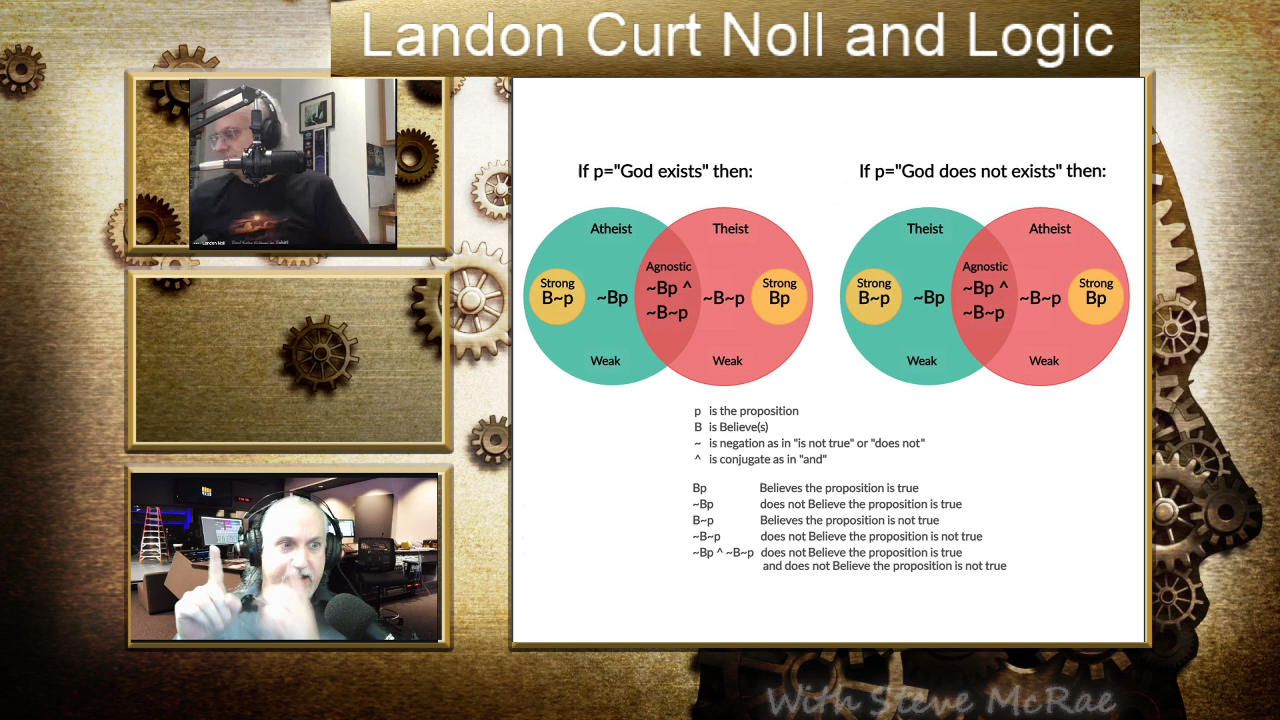 Landon Curt Noll and Logic
Landon Noll
If p="God exists" then:
If p="God does not exists" then:
Atheist
Theist
Agnostic
Strong
B~p
~Bp
~Bp ^
~B~p
~B~p
Strong
Bp
Weak
Weak
Theist
Atheist
Agnostic
Strong
B~p
~Bp
~Bp ^
~B~p
~B~p
Strong
Bp
Weak
Weak
p is the proposition
B is Believe(s)
~ is negation as in "is not true" or "does not"
^ is conjugate as in "and"
Bp Believes the proposition is true
~Bp does not Believe the proposition is true
B~p Believes the proposition is not true
~B~p does not Believe the proposition is not true
~Bp ^ ~B~p does not Believe the proposition is true
and does not Believe the proposition is not true
With Steve McRae